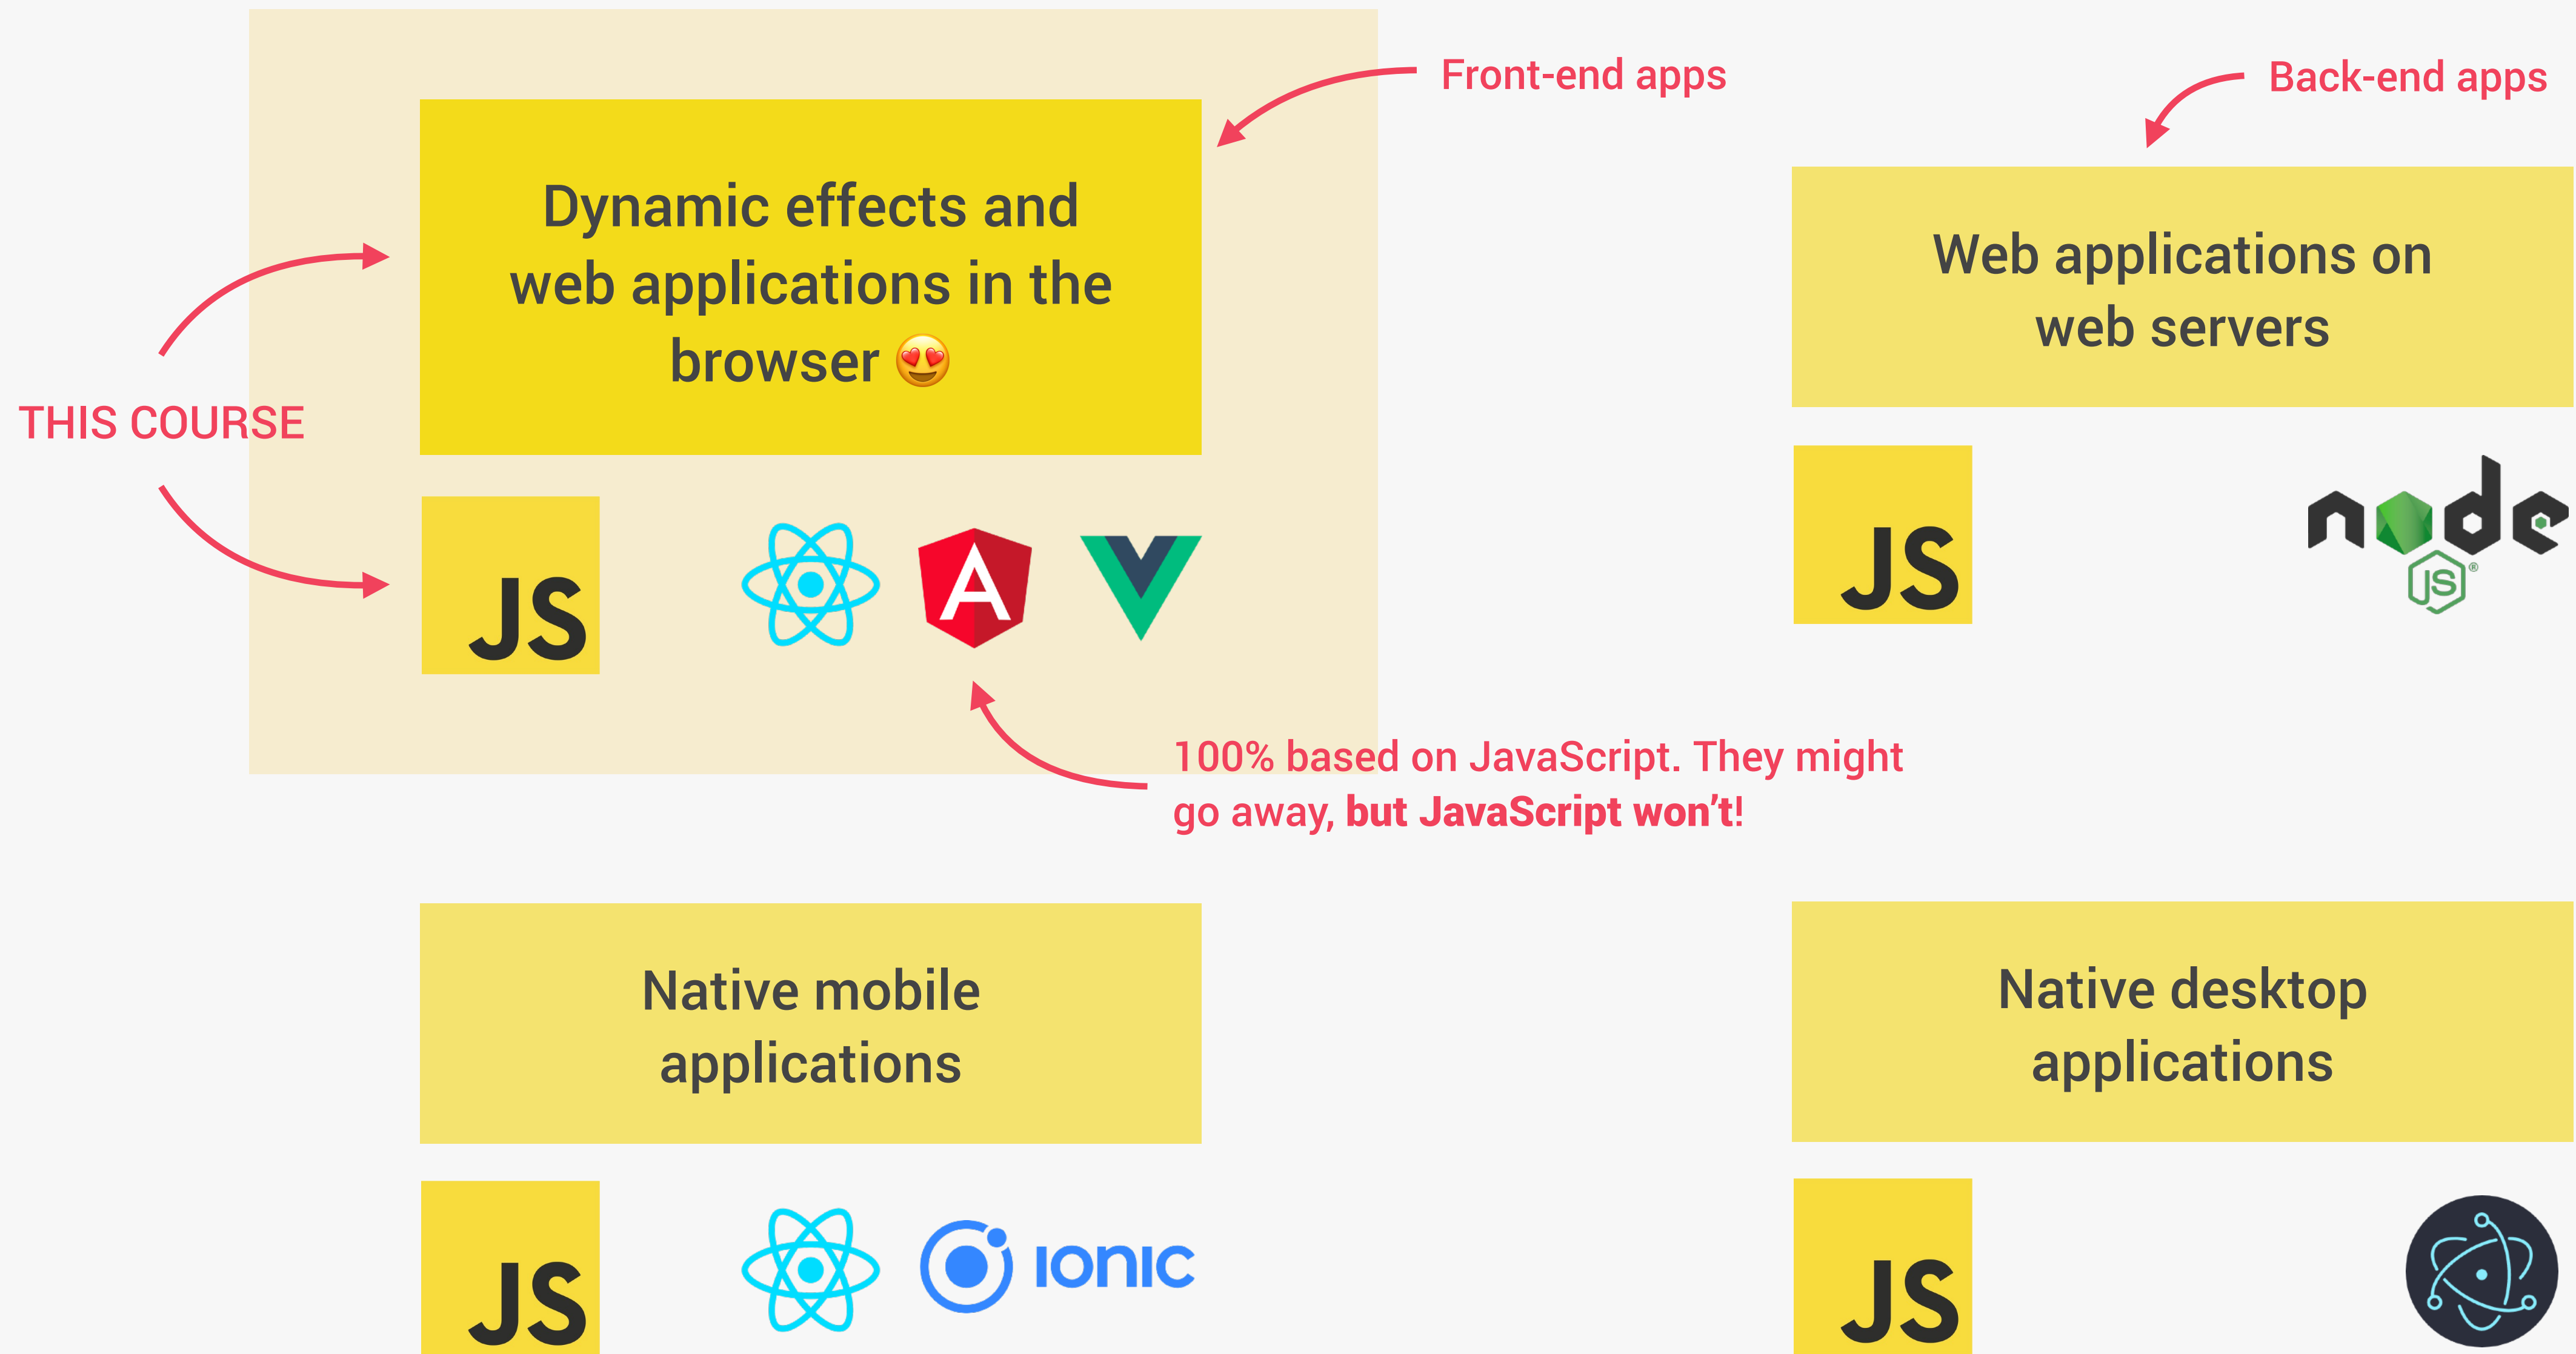 Front-end apps
Back-end apps
Dynamic effects and
web applications in the
browser 😍
Web applications on
web servers
THIS COURSE
JS
JS
node
JS®
100% based on JavaScript. They might
go away, but JavaScript won’t!
Native mobile
applications
Native desktop
applications
JS
IONIC
JS